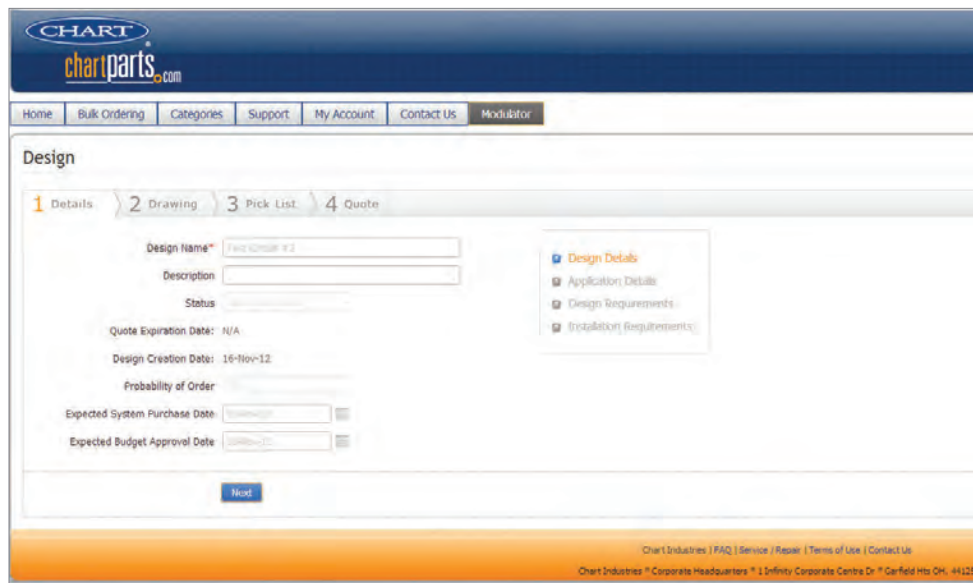 CHART
chartparts.com
Home Bulk Ordering Categories Support My Account Contact Us Modulator
Design
1 Details 2 Drawing 3 Pick List 4 Quote
Design Name*
Description
Status
Quote Expiration Date: N/A
Design Creation Date: 16-Nov-12
Probability of Order
Expected System Purchase Date
Expected Budget Approval Date
Design Details
Application Details
Design Requirements
Installation Requirements
Next
Chart Industries | FAQ | Service / Repair | Terms of Use | Contact Us
Chart Industries * Corporate Headquarters * 1 Infinity Corporate Centre Dr * Garfield Hts OH, 44125